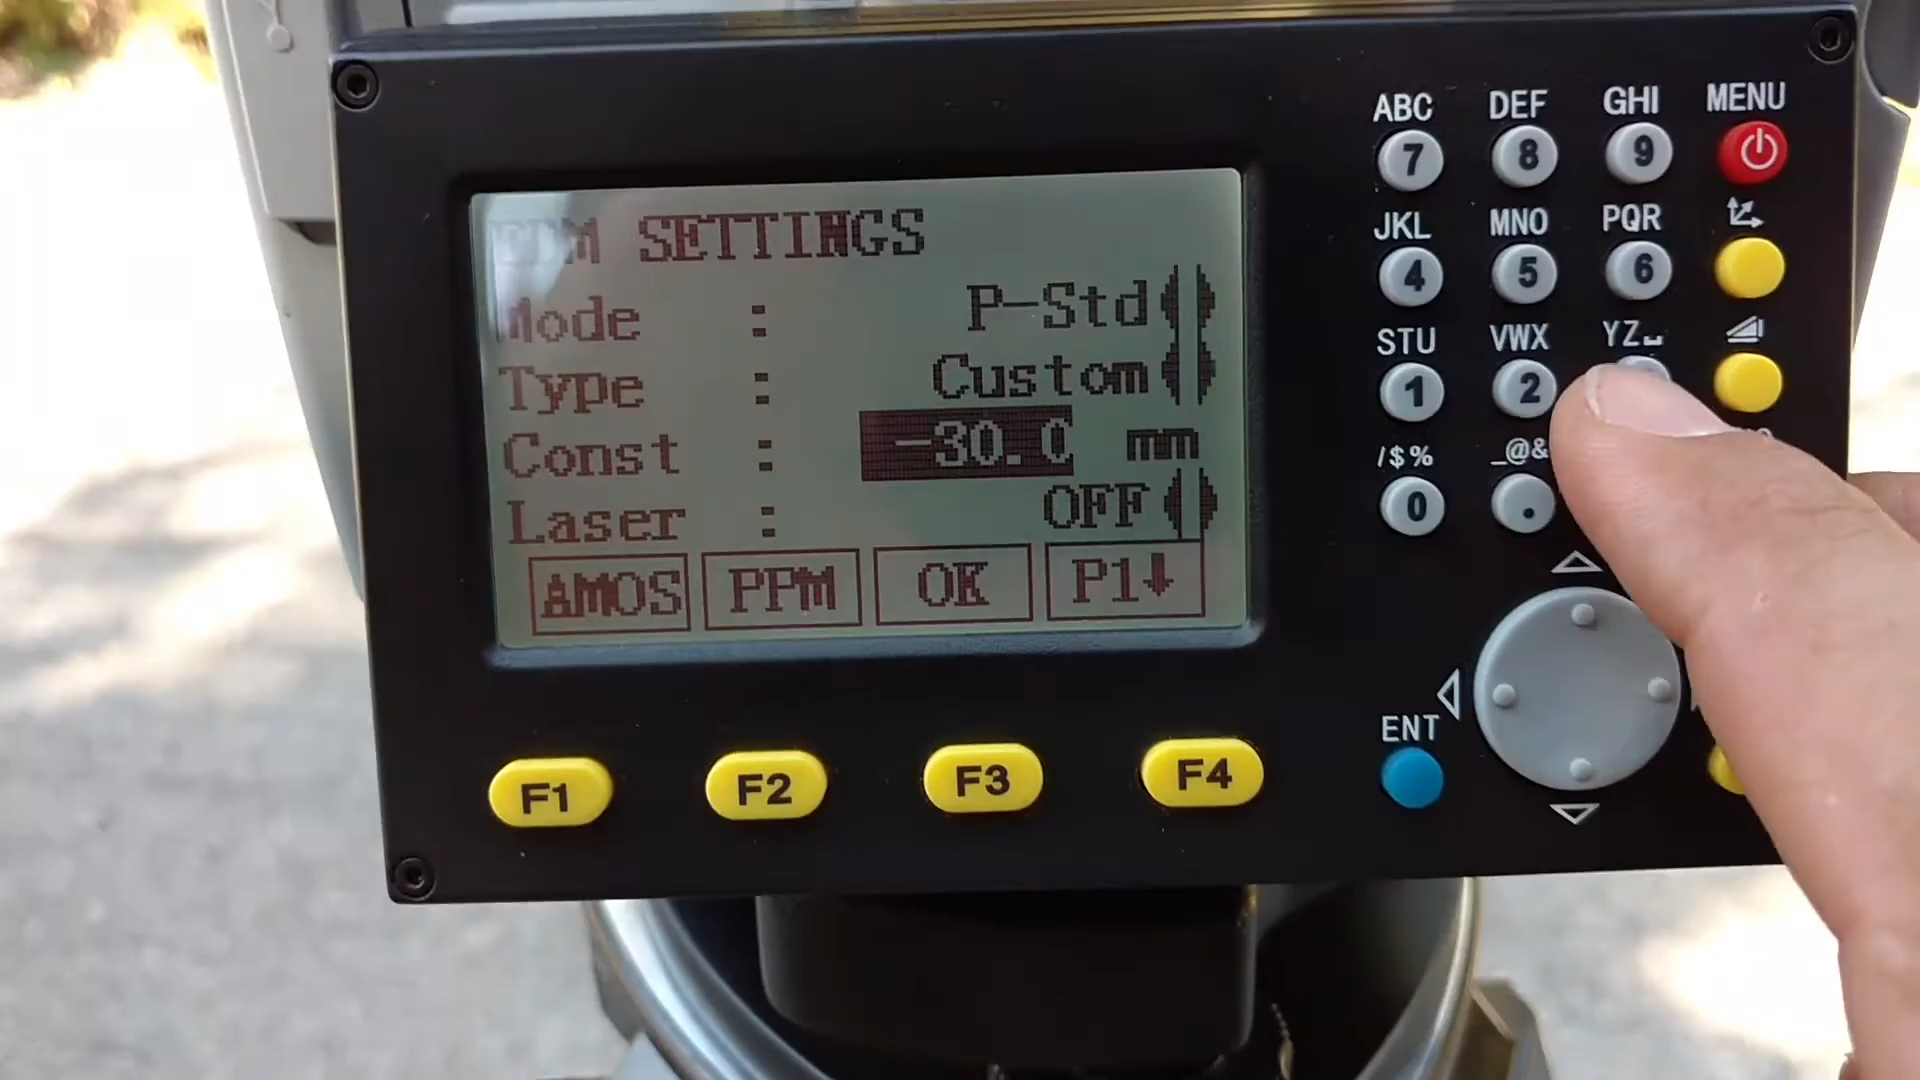 EDM SETTINGS
Mode : P-Std
Type : Custom
Const : -30.0 mm
Laser : OFF
AMOS PPM OK P1↓
F1 F2 F3 F4
ABC DEF GHI MENU
7 8 9
JKL MNO PQR
4 5 6
STU VWX YZ␣
1 2
/$% _@&
0 .
ENT